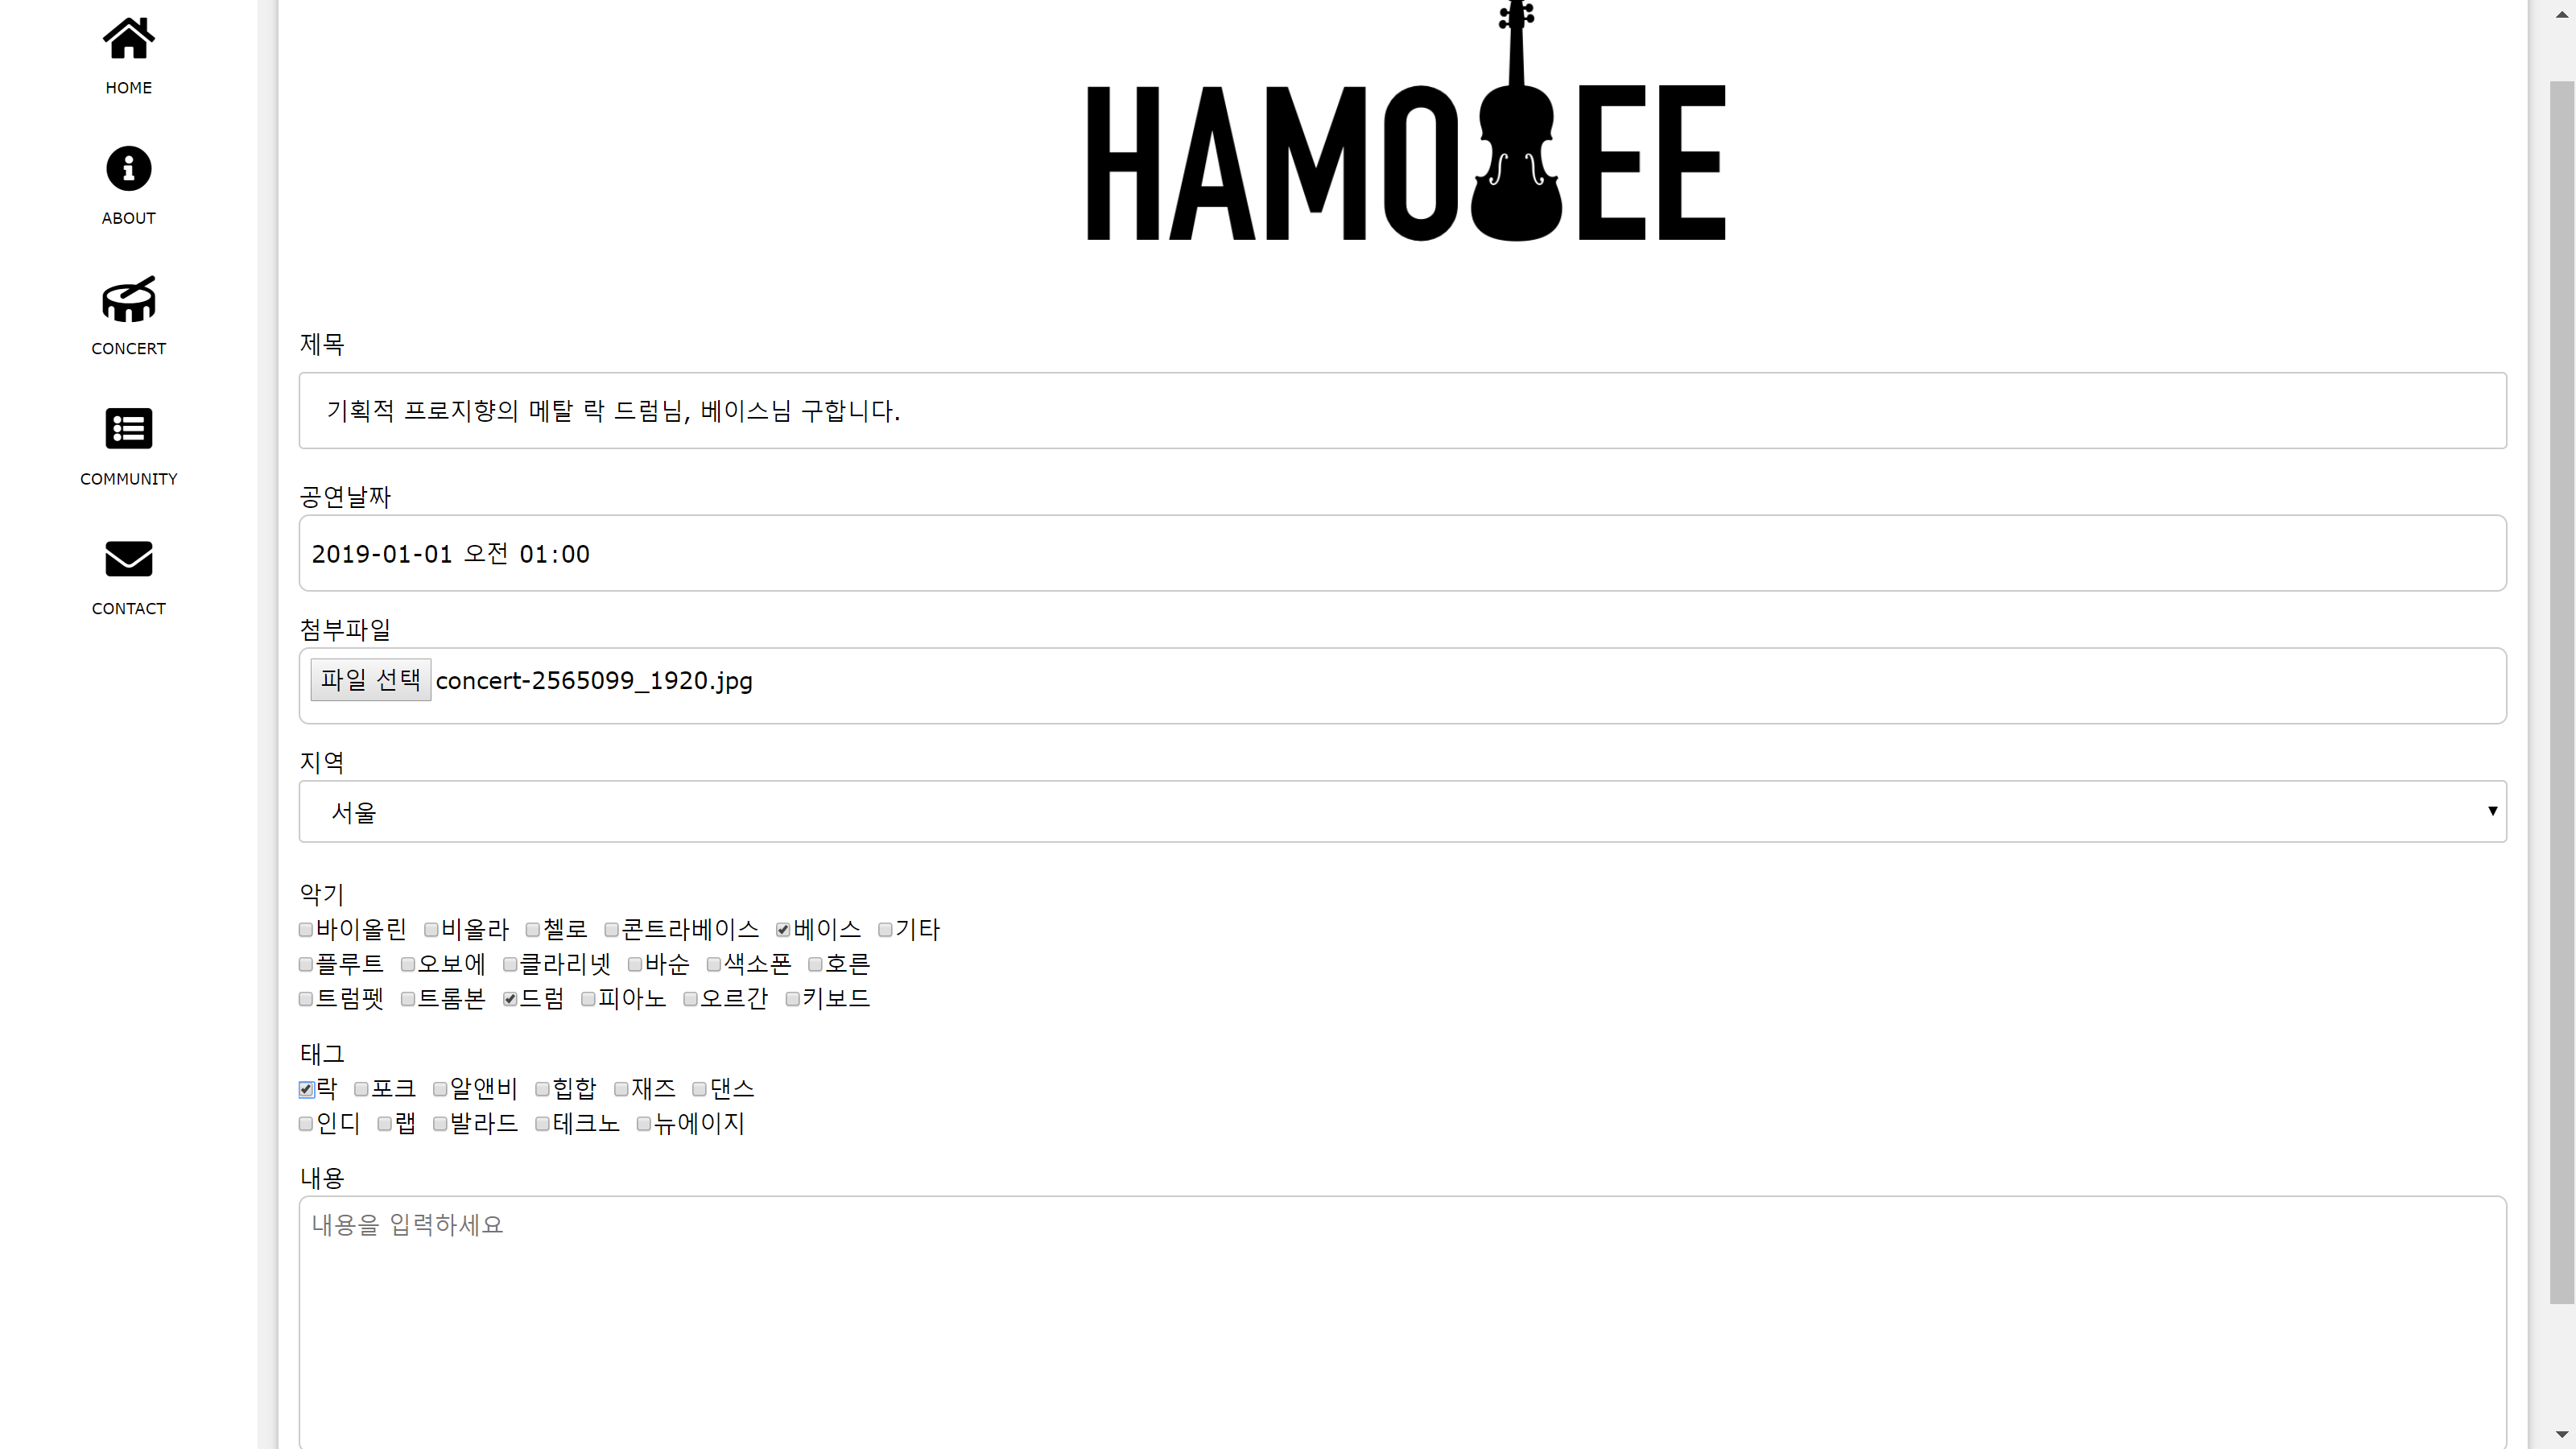 HOME
ABOUT
CONCERT
COMMUNITY
CONTACT
HAMO EE
제목
기획적 프로지향의 메탈 락 드럼님, 베이스님 구합니다.
공연날짜
2019-01-01 오전 01:00
첨부파일
파일 선택 concert-2565099_1920.jpg
지역
서울
악기
바이올린 비올라 첼로 콘트라베이스 베이스 기타
플루트 오보에 클라리넷 바순 색소폰 호른
트럼펫 트롬본 드럼 피아노 오르간 키보드
태그
락 포크 알앤비 힙합 재즈 댄스
인디 랩 발라드 테크노 뉴에이지
내용
내용을 입력하세요